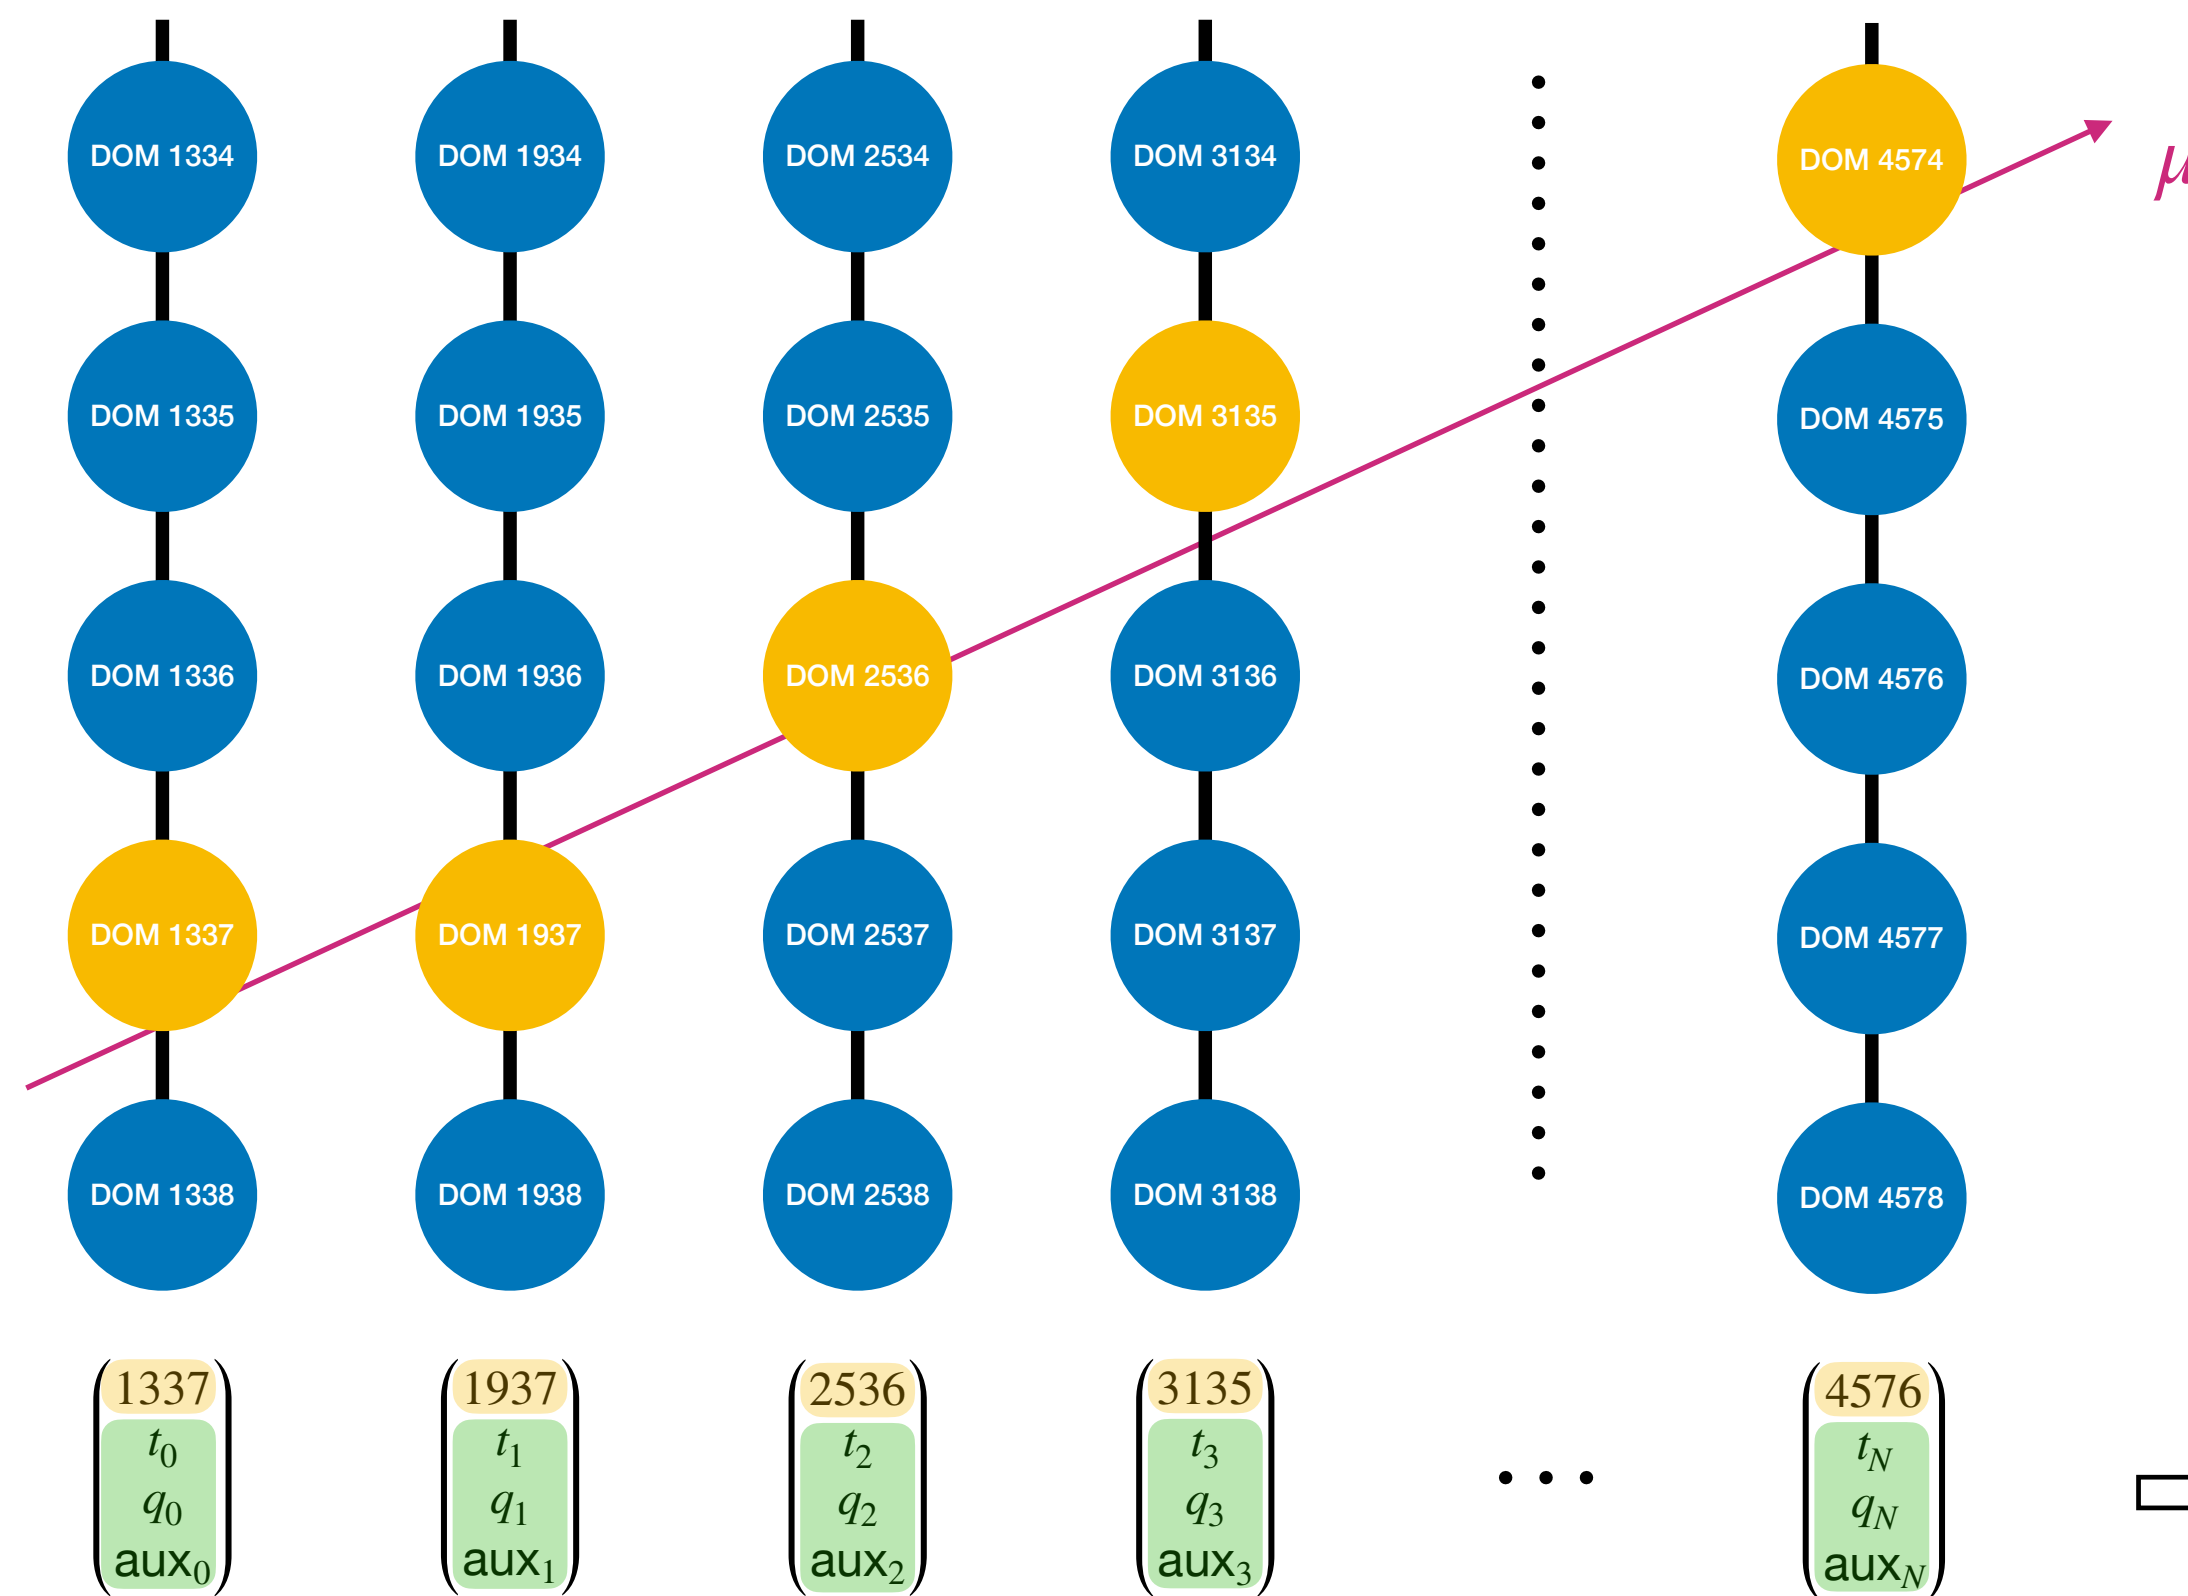 DOM 1334 DOM 1934 DOM 2534 DOM 3134 DOM 4574
μ
DOM 1335 DOM 1935 DOM 2535 DOM 3135 DOM 4575
DOM 1336 DOM 1936 DOM 2536 DOM 3136 DOM 4576
DOM 1337 DOM 1937 DOM 2537 DOM 3137 DOM 4577
DOM 1338 DOM 1938 DOM 2538 DOM 3138 DOM 4578
1337 1937 2536 3135 4576
t₀ t₁ t₂ t₃ t_N
q₀ q₁ q₂ q₃ ... q_N
aux₀ aux₁ aux₂ aux₃ aux_N